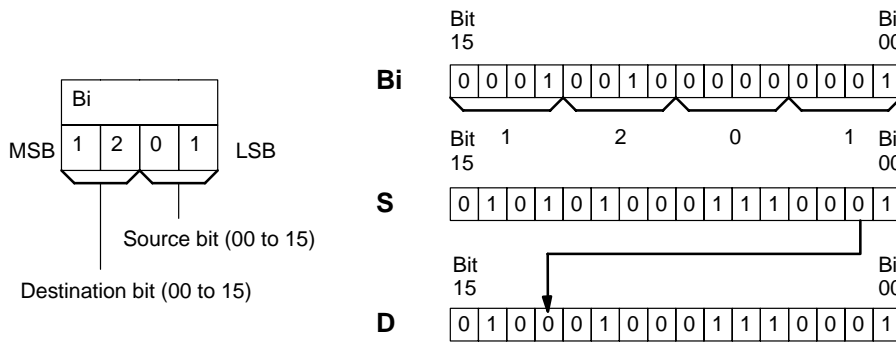 Bi
MSB 1 2 0 1 LSB
Source bit (00 to 15)
Destination bit (00 to 15)
Bit Bi
15 00
Bi 0 0 0 1 0 0 1 0 0 0 0 0 0 0 0 1
Bit 1 2 0 1 Bi
15 00
S 0 1 0 1 0 1 0 0 0 1 1 1 0 0 0 1
Bit Bi
15 00
D 0 1 0 0 0 1 0 0 0 1 1 1 0 0 0 1